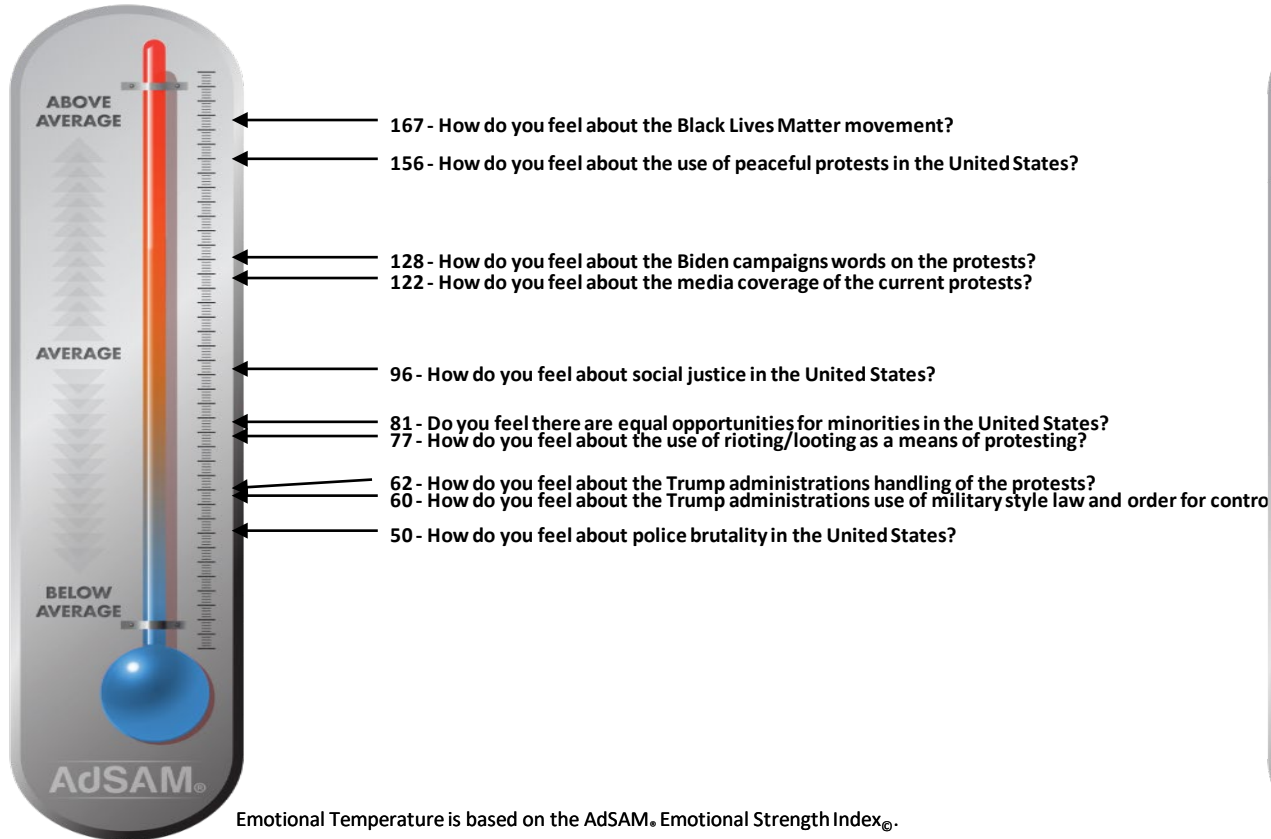 ABOVE
AVERAGE
167 - How do you feel about the Black Lives Matter movement?
156 - How do you feel about the use of peaceful protests in the United States?
128 - How do you feel about the Biden campaigns words on the protests?
122 - How do you feel about the media coverage of the current protests?
AVERAGE
96 - How do you feel about social justice in the United States?
81 - Do you feel there are equal opportunities for minorities in the United States?
77 - How do you feel about the use of rioting/looting as a means of protesting?
62 - How do you feel about the Trump administrations handling of the protests?
60 - How do you feel about the Trump administrations use of military style law and order for contro
50 - How do you feel about police brutality in the United States?
BELOW
AVERAGE
AdSAM®
Emotional Temperature is based on the AdSAM® Emotional Strength Index©.